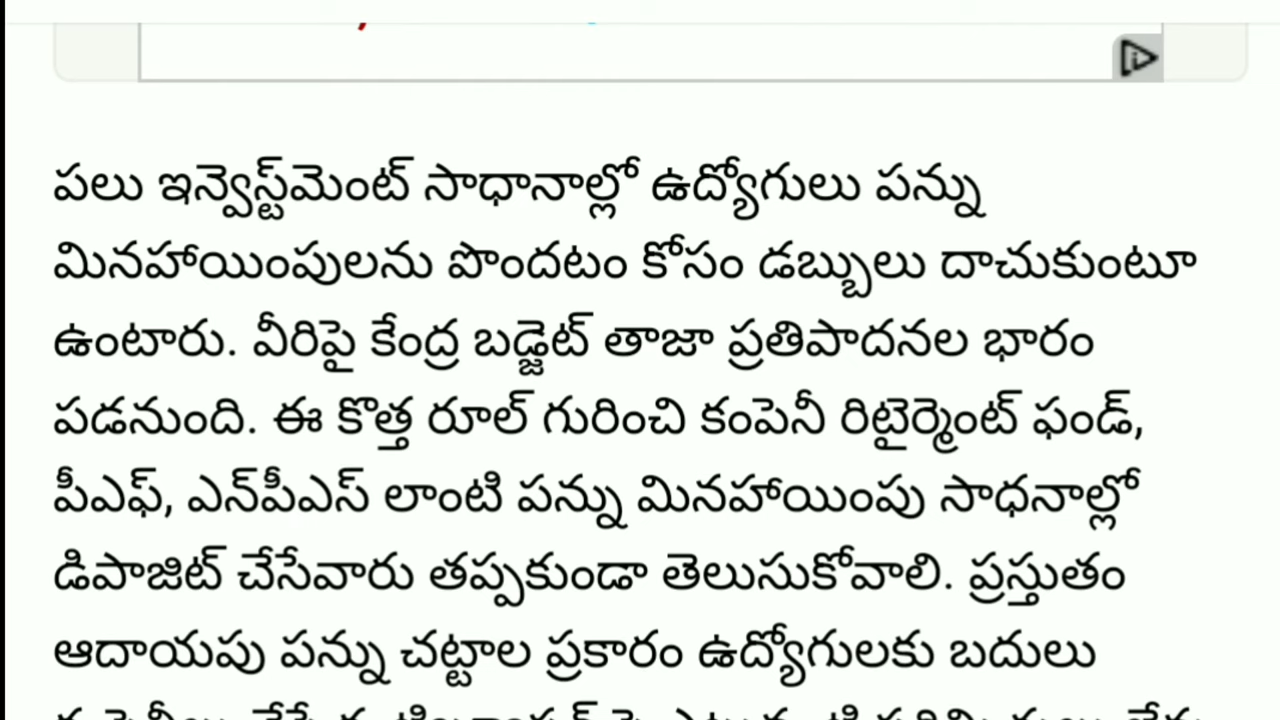 పలు ఇన్వెస్ట్‌మెంట్ సాధానాల్లో ఉద్యోగులు పన్ను
మినహాయింపులను పొందటం కోసం డబ్బులు దాచుకుంటూ
ఉంటారు. వీరిపై కేంద్ర బడ్జెట్ తాజా ప్రతిపాదనల భారం
పడనుంది. ఈ కొత్త రూల్ గురించి కంపెనీ రిటైర్మెంట్ ఫండ్,
పీఎఫ్, ఎన్‌పీఎస్ లాంటి పన్ను మినహాయింపు సాధనాల్లో
డిపాజిట్ చేసేవారు తప్పకుండా తెలుసుకోవాలి. ప్రస్తుతం
ఆదాయపు పన్ను చట్టాల ప్రకారం ఉద్యోగులకు బదులు